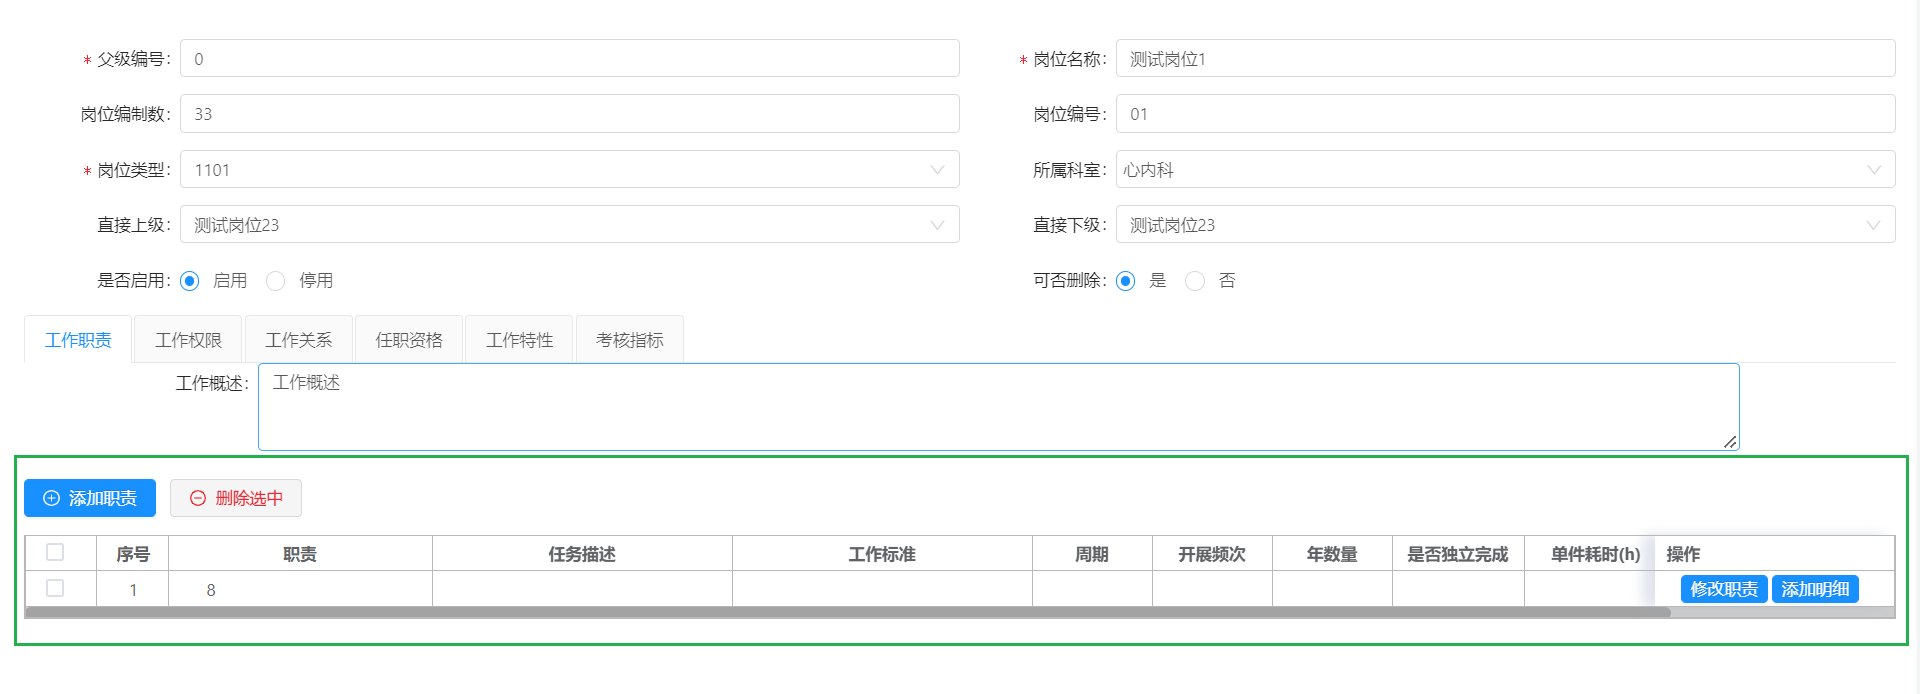 * 父级编号: 0 * 岗位名称: 测试岗位1
岗位编制数: 33 岗位编号: 01
* 岗位类型: 1101 所属科室: 心内科
直接上级: 测试岗位23 直接下级: 测试岗位23
是否启用: 启用 停用 可否删除: 是 否
工作职责 工作权限 工作关系 任职资格 工作特性 考核指标
工作概述: 工作概述
添加职责 删除选中
序号 职责 任务描述 工作标准 周期 开展频次 年数量 是否独立完成 单件耗时(h) 操作
1 8 修改职责 添加明细